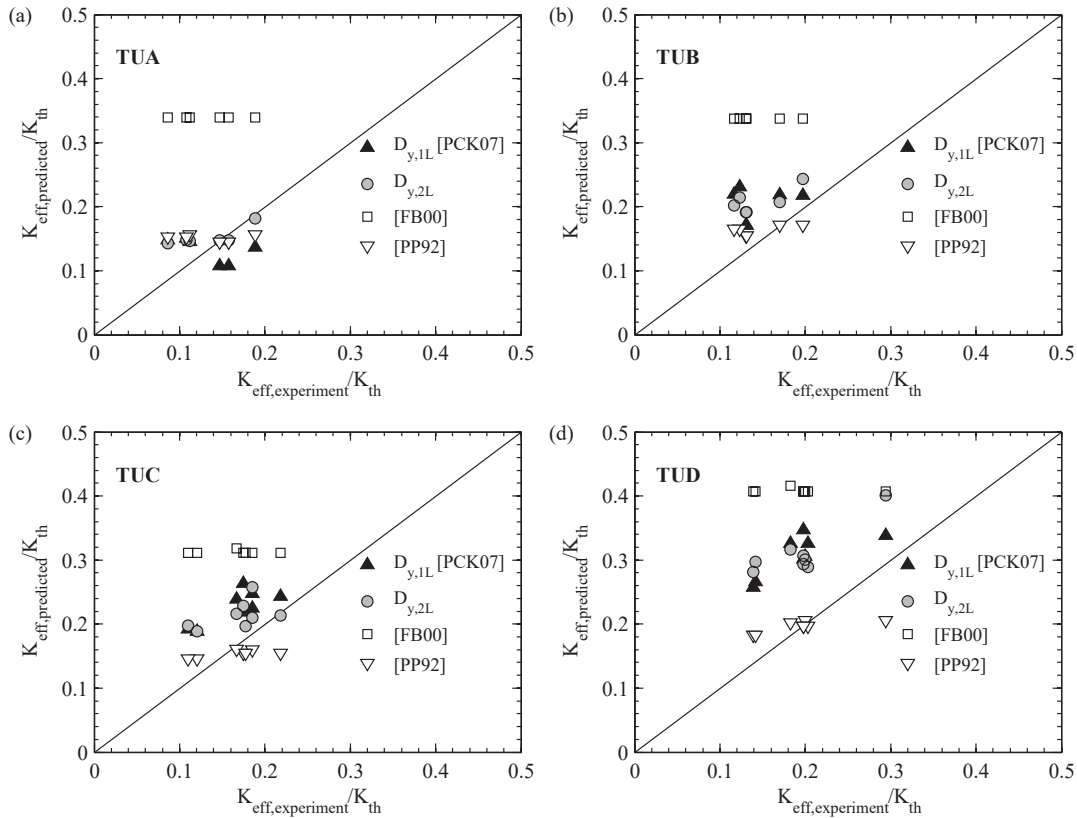 (a)
TUA
K_eff,predicted/K_th
0.5
0.4
0.3
0.2
0.1
0
D_y,1L [PCK07]
D_y,2L
[FB00]
[PP92]
0 0.1 0.2 0.3 0.4 0.5
K_eff,experiment/K_th
(b)
TUB
K_eff,predicted/K_th
0.5
0.4
0.3
0.2
0.1
0
D_y,1L [PCK07]
D_y,2L
[FB00]
[PP92]
0 0.1 0.2 0.3 0.4 0.5
K_eff,experiment/K_th
(c)
TUC
K_eff,predicted/K_th
0.5
0.4
0.3
0.2
0.1
0
D_y,1L [PCK07]
D_y,2L
[FB00]
[PP92]
0 0.1 0.2 0.3 0.4 0.5
K_eff,experiment/K_th
(d)
TUD
K_eff,predicted/K_th
0.5
0.4
0.3
0.2
0.1
0
D_y,1L [PCK07]
D_y,2L
[FB00]
[PP92]
0 0.1 0.2 0.3 0.4 0.5
K_eff,experiment/K_th